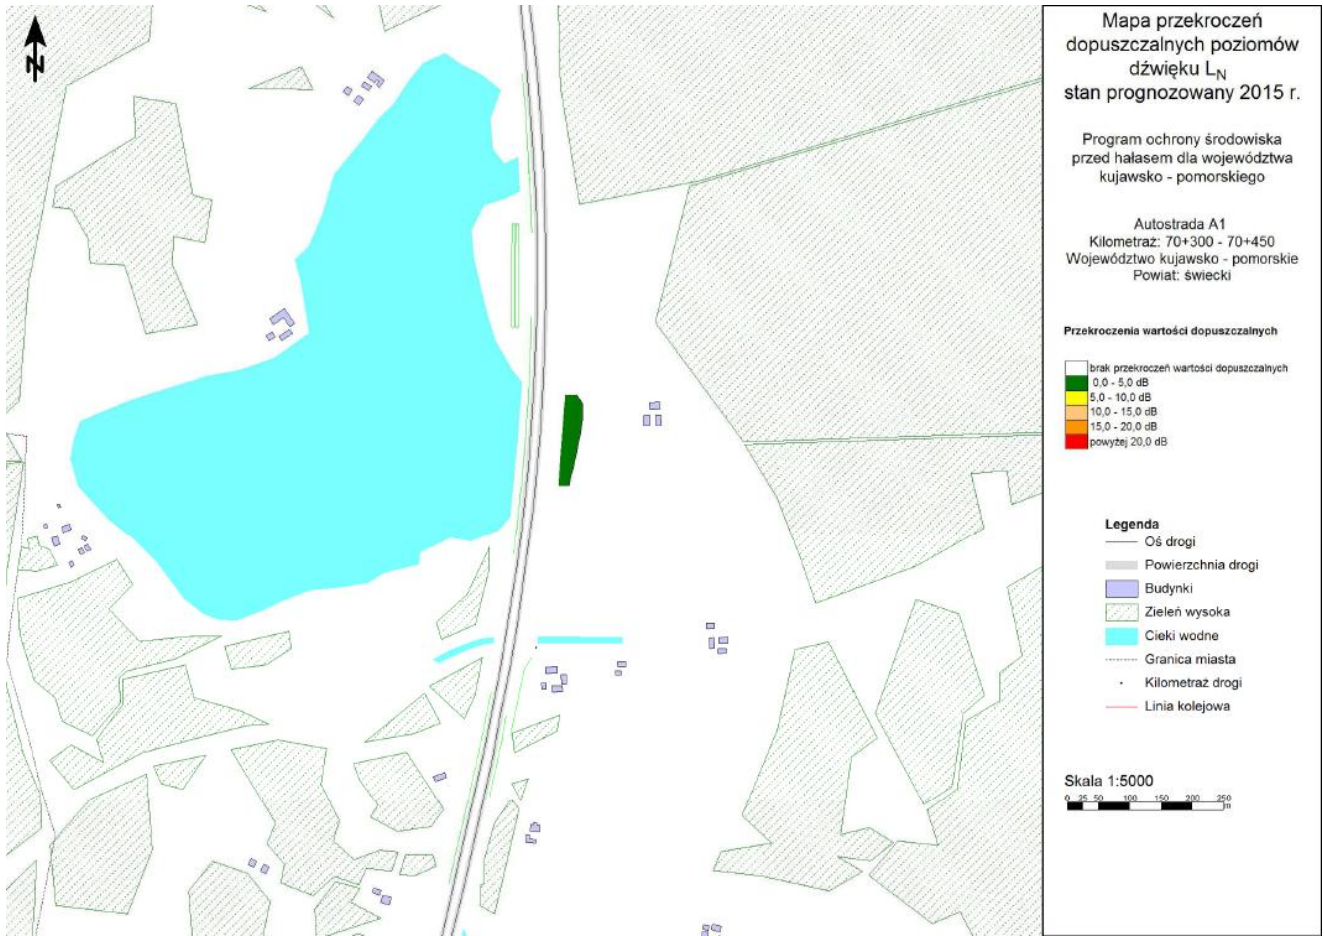 N
Mapa przekroczeń
dopuszczalnych poziomów
dźwięku LN
stan prognozowany 2015 r.
Program ochrony środowiska
przed hałasem dla województwa
kujawsko - pomorskiego
Autostrada A1
Kilometraż: 70+300 - 70+450
Województwo kujawsko - pomorskie
Powiat: świecki
Przekroczenia wartości dopuszczalnych
brak przekroczeń wartości dopuszczalnych
0,0 - 5,0 dB
5,0 - 10,0 dB
10,0 - 15,0 dB
15,0 - 20,0 dB
powyżej 20,0 dB
Legenda
Oś drogi
Powierzchnia drogi
Budynki
Zieleń wysoka
Cieki wodne
Granica miasta
Kilometraż drogi
Linia kolejowa
Skala 1:5000
0 25 50 100 150 200 250
m